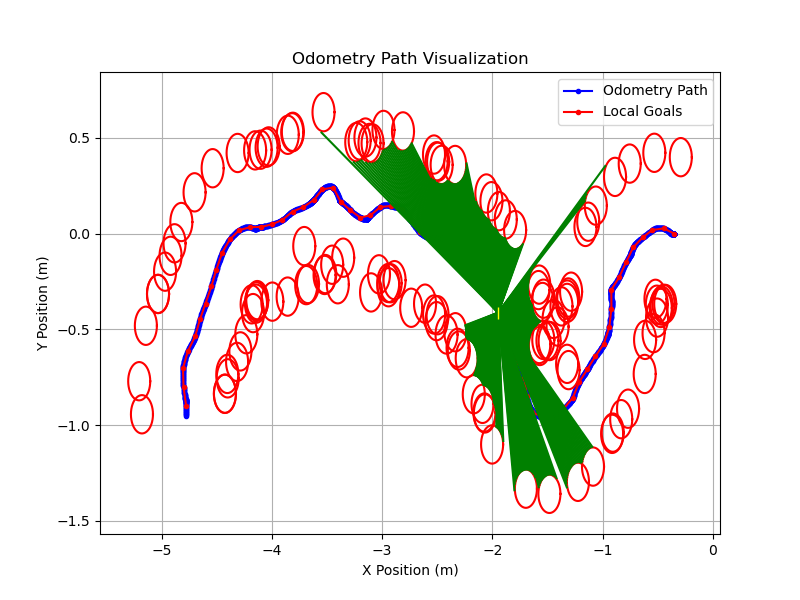 Odometry Path Visualization
Odometry Path
Local Goals
Y Position (m)
0.5
0.0
−0.5
−1.0
−1.5
−5
−4
−3
−2
−1
0
X Position (m)